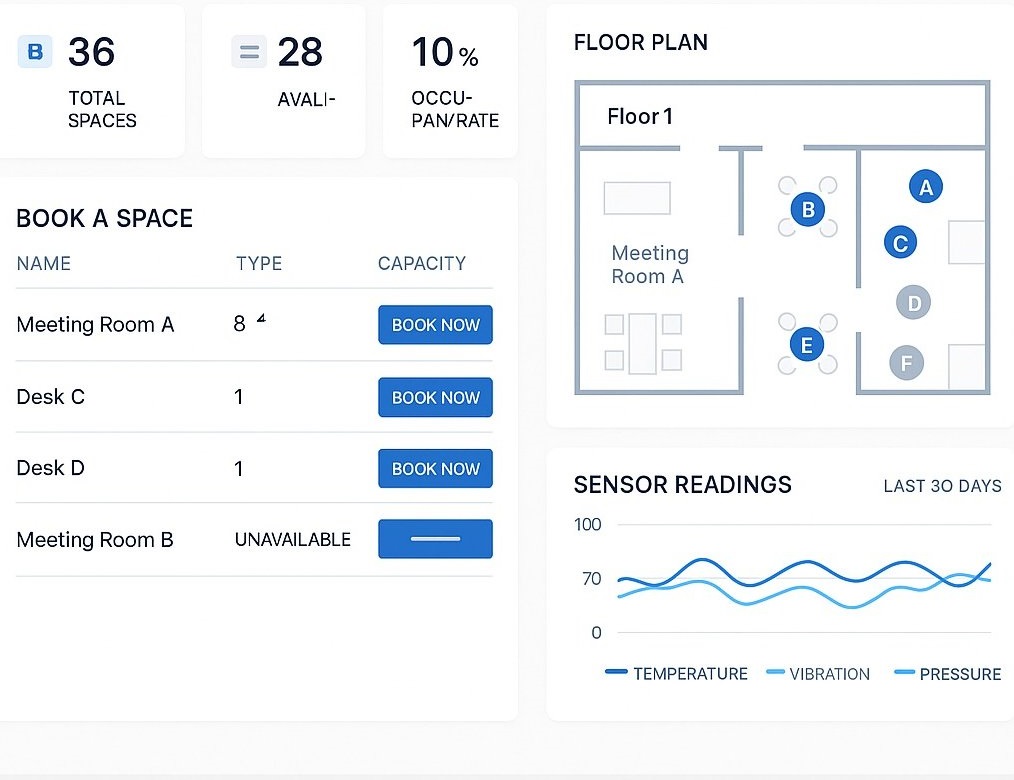 B 36
TOTAL
SPACES
28
AVALI-
10%
OCCU-
PAN/RATE
BOOK A SPACE
NAME TYPE CAPACITY
Meeting Room A 8 BOOK NOW
Desk C 1 BOOK NOW
Desk D 1 BOOK NOW
Meeting Room B UNAVAILABLE
FLOOR PLAN
Floor 1
A
B
C
Meeting
Room A
D
E
F
SENSOR READINGS LAST 30 DAYS
100
70
0
TEMPERATURE VIBRATION PRESSURE